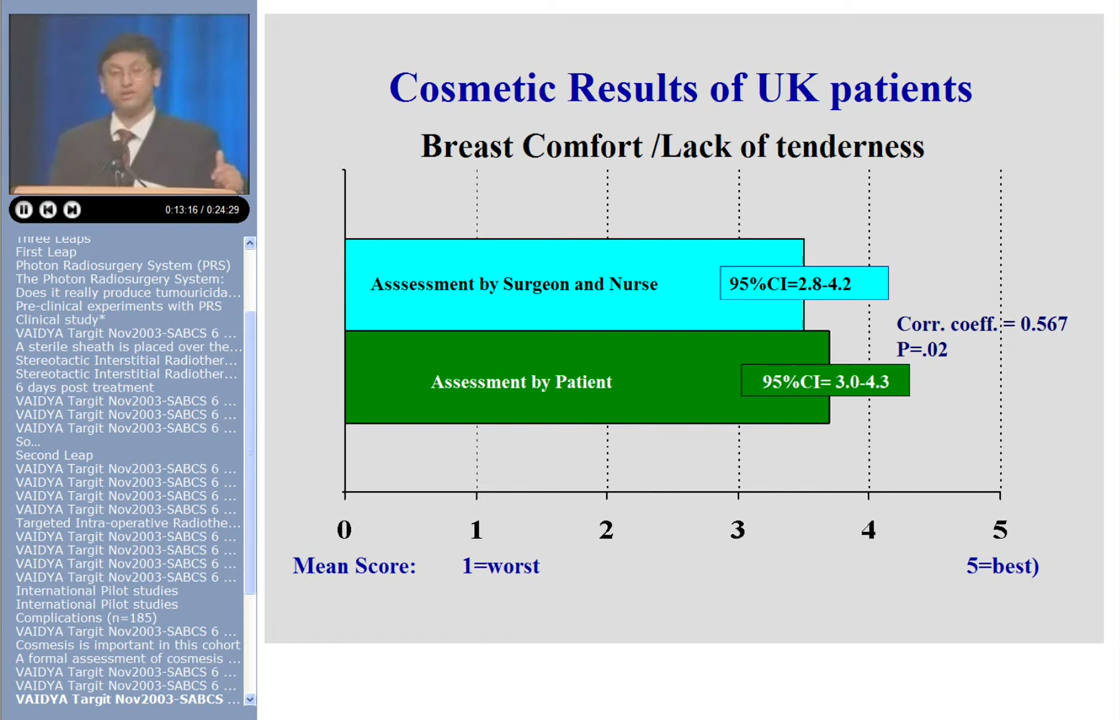 0:13:16 / 0:24:29
Three Leaps
First Leap
Photon Radiosurgery System (PRS)
The Photon Radiosurgery System:
Does it really produce tumouricida...
Pre-clinical experiments with PRS
Clinical study*
VAIDYA Targit Nov2003-SABCS 6 ...
A sterile sheath is placed over the...
Stereotactic Interstitial Radiother...
Stereotactic Interstitial Radiother...
6 days post treatment
VAIDYA Targit Nov2003-SABCS 6 ...
VAIDYA Targit Nov2003-SABCS 6 ...
VAIDYA Targit Nov2003-SABCS 6 ...
So...
Second Leap
VAIDYA Targit Nov2003-SABCS 6 ...
VAIDYA Targit Nov2003-SABCS 6 ...
VAIDYA Targit Nov2003-SABCS 6 ...
VAIDYA Targit Nov2003-SABCS 6 ...
Targeted Intra-operative Radiothe...
VAIDYA Targit Nov2003-SABCS 6 ...
VAIDYA Targit Nov2003-SABCS 6 ...
VAIDYA Targit Nov2003-SABCS 6 ...
VAIDYA Targit Nov2003-SABCS 6 ...
International Pilot studies
International Pilot studies
Complications (n=185)
VAIDYA Targit Nov2003-SABCS 6 ...
Cosmesis is important in this cohort
A formal assessment of cosmesis ...
VAIDYA Targit Nov2003-SABCS 6 ...
VAIDYA Targit Nov2003-SABCS 6 ...
VAIDYA Targit Nov2003-SABCS ...
Cosmetic Results of UK patients
Breast Comfort /Lack of tenderness
Asssessment by Surgeon and Nurse
95%CI=2.8-4.2
Corr. coeff. = 0.567
P=.02
Assessment by Patient
95%CI= 3.0-4.3
0 1 2 3 4 5
Mean Score: 1=worst 5=best)